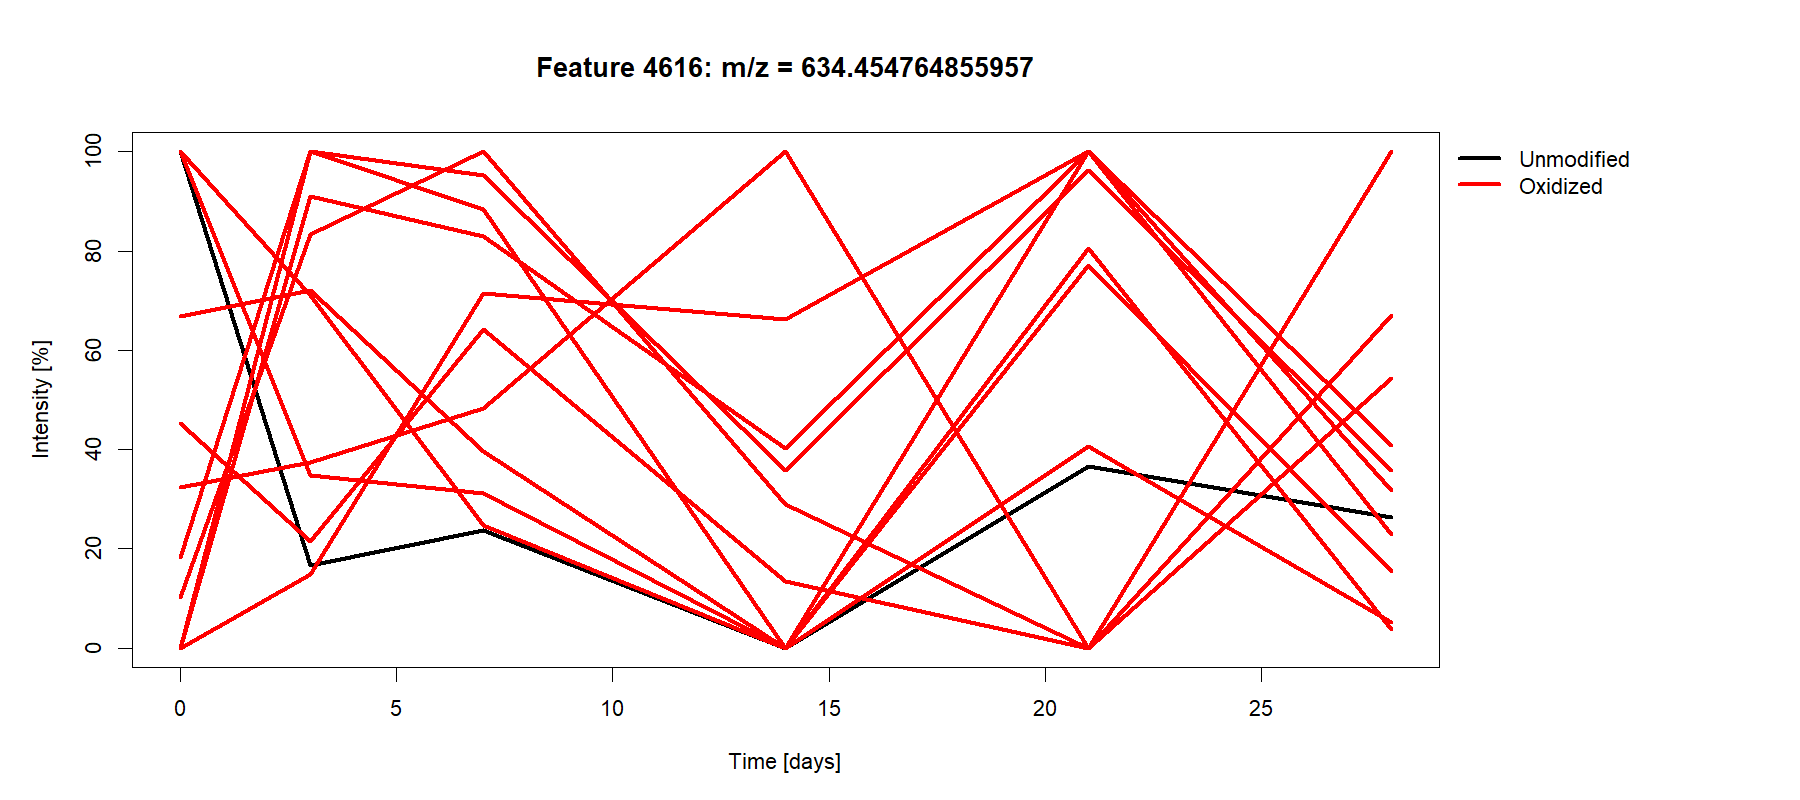 Feature 4616: m/z = 634.454764855957
Unmodified
Oxidized
Intensity [%]
100
80
60
40
20
0
0 5 10 15 20 25
Time [days]